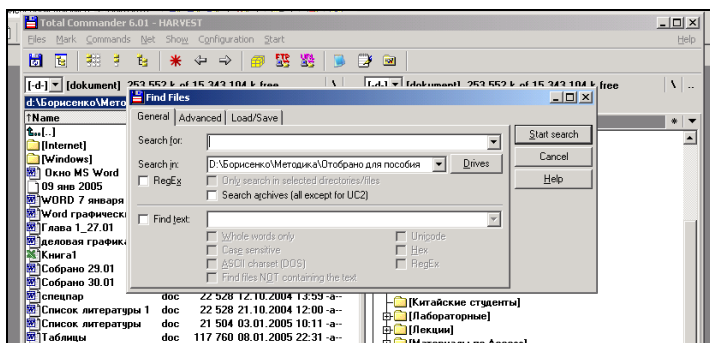 Total Commander 6.01 - HARVEST
Files Mark Commands Net Show Configuration Start Help
[-d-] [dokument] 253 552 k of 15 343 104 k free \ .. [-d-] [dokument] 253 552 k of 15 343 104 k free \ ..
d:\Борисенко\Мето
Find Files
↑Name
General Advanced Load/Save
[..]
Search for:
Start search
[Internet]
[Windows]
Search in: D:\Борисенко\Методика\Отобрано для пособия Drives
Cancel
Окно MS Word
RegEx Only search in selected directories/files
Help
09 янв 2005
Search archives (all except for UC2)
WORD 7 января
Word графическ
Find text:
Глава 1_27.01
Whole words only Unicode
деловая графика
Case sensitive Hex
Книга1
ASCII charset (DOS) RegEx
Собрано 29.01
Find files NOT containing the text
Собрано 30.01
спецпар doc 22 528 12.10.2004 13:59 -a--
[Китайские студенты]
Список литературы 1 doc 22 528 21.10.2004 12:00 -a--
[Лабораторные]
Список литературы doc 21 504 03.01.2005 10:11 -a--
[Лекции]
Таблицы doc 117 760 08.01.2005 22:31 -a--
[Материалы по Access]